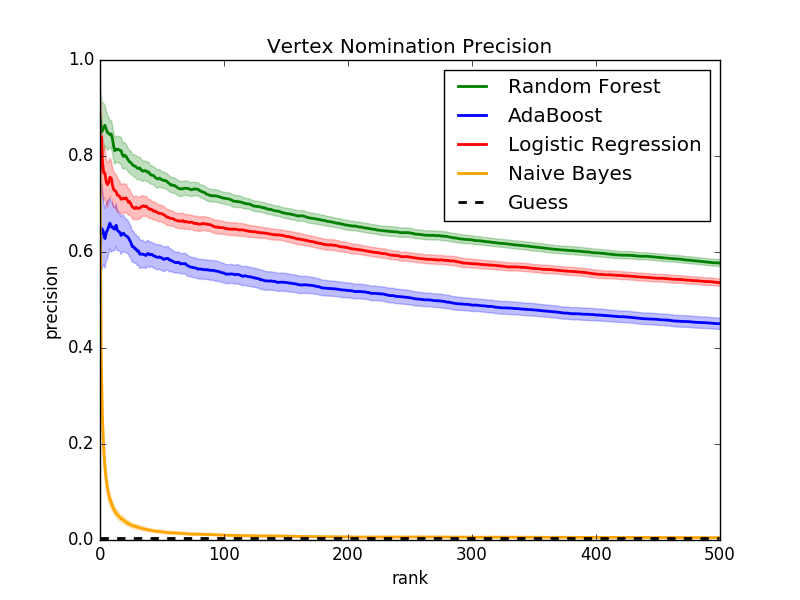 Vertex Nomination Precision
1.0
0.8
0.6
0.4
0.2
0.0
precision
Random Forest
AdaBoost
Logistic Regression
Naive Bayes
Guess
0 100 200 300 400 500
rank